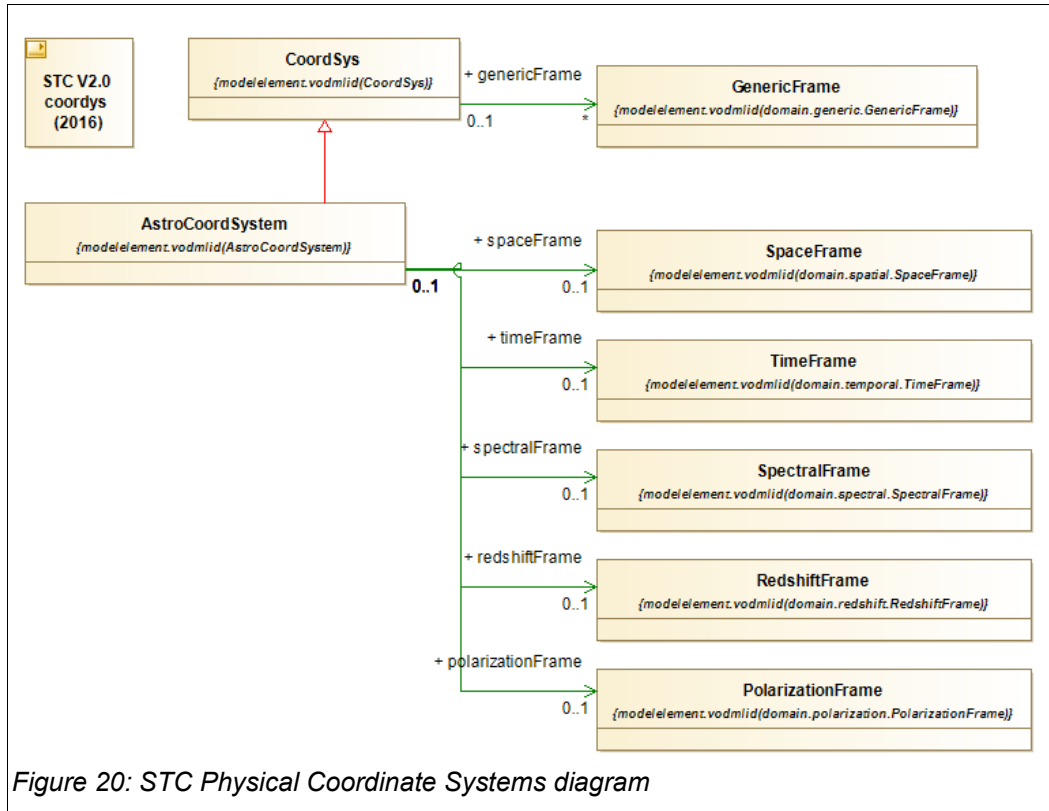 STC V2.0
coordys
(2016)
CoordSys
{modelelement.vodmlid(CoordSys)}
+ genericFrame
0..1
*
GenericFrame
{modelelement.vodmlid(domain.generic.GenericFrame)}
AstroCoordSystem
{modelelement.vodmlid(AstroCoordSystem)}
0..1
+ spaceFrame
0..1
SpaceFrame
{modelelement.vodmlid(domain.spatial.SpaceFrame)}
+ timeFrame
0..1
TimeFrame
{modelelement.vodmlid(domain.temporal.TimeFrame)}
+ spectralFrame
0..1
SpectralFrame
{modelelement.vodmlid(domain.spectral.SpectralFrame)}
+ redshiftFrame
0..1
RedshiftFrame
{modelelement.vodmlid(domain.redshift.RedshiftFrame)}
+ polarizationFrame
0..1
PolarizationFrame
{modelelement.vodmlid(domain.polarization.PolarizationFrame)}
Figure 20: STC Physical Coordinate Systems diagram